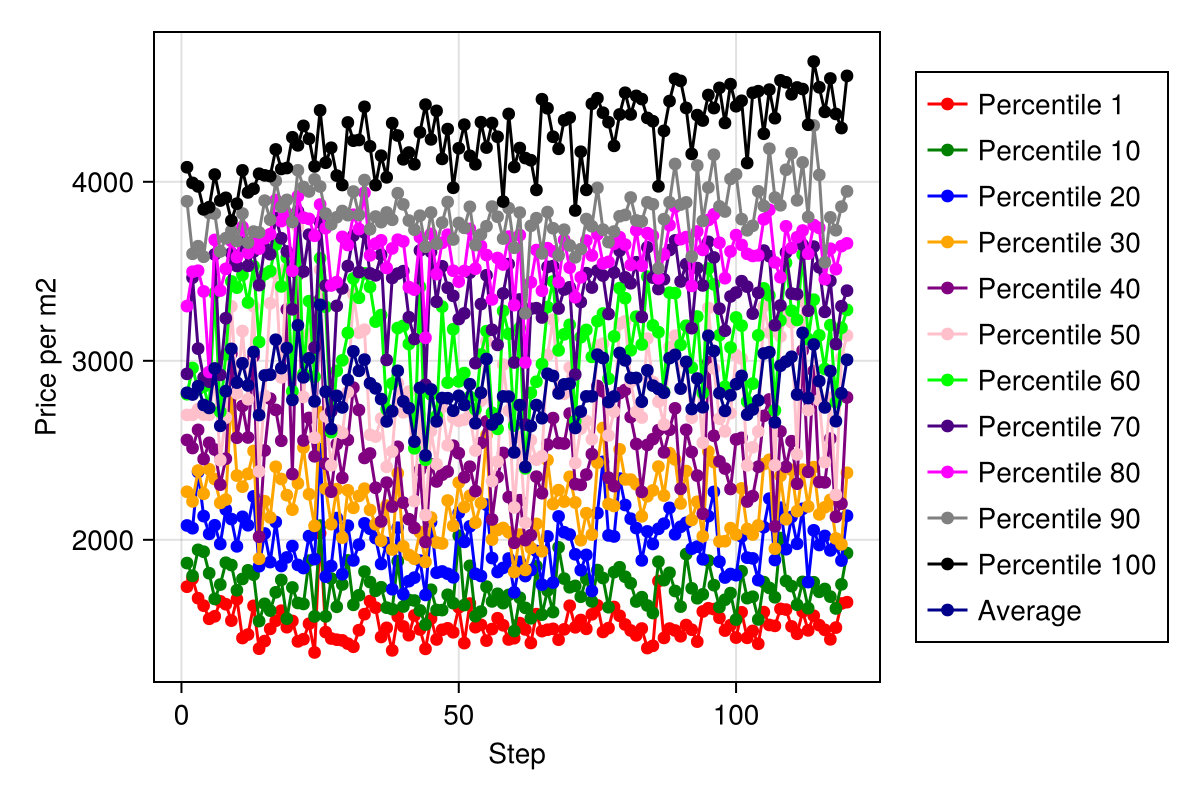 4000
3000
2000
Price per m2
0
50
100
Step
Percentile 1
Percentile 10
Percentile 20
Percentile 30
Percentile 40
Percentile 50
Percentile 60
Percentile 70
Percentile 80
Percentile 90
Percentile 100
Average